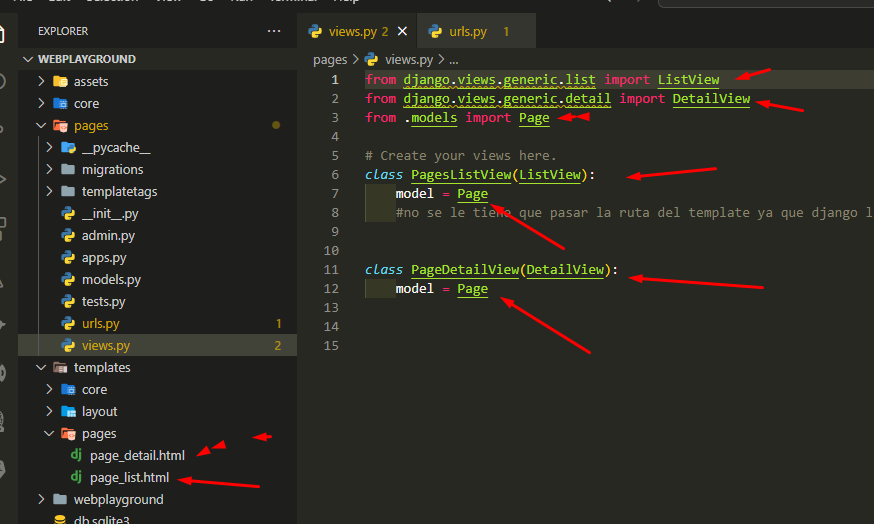 EXPLORER
views.py 2
urls.py 1
WEBPLAYGROUND
assets
core
pages
__pycache__
migrations
templatetags
__init__.py
admin.py
apps.py
models.py
tests.py
urls.py 1
views.py 2
templates
core
layout
pages
page_detail.html
page_list.html
webplayground
db.sqlite3
pages > views.py > ...
1 from django.views.generic.list import ListView
2 from django.views.generic.detail import DetailView
3 from .models import Page
4
5 # Create your views here.
6 class PagesListView(ListView):
7 model = Page
8 #no se le tiene que pasar la ruta del template ya que django l
9
10
11 class PageDetailView(DetailView):
12 model = Page
13
14
15